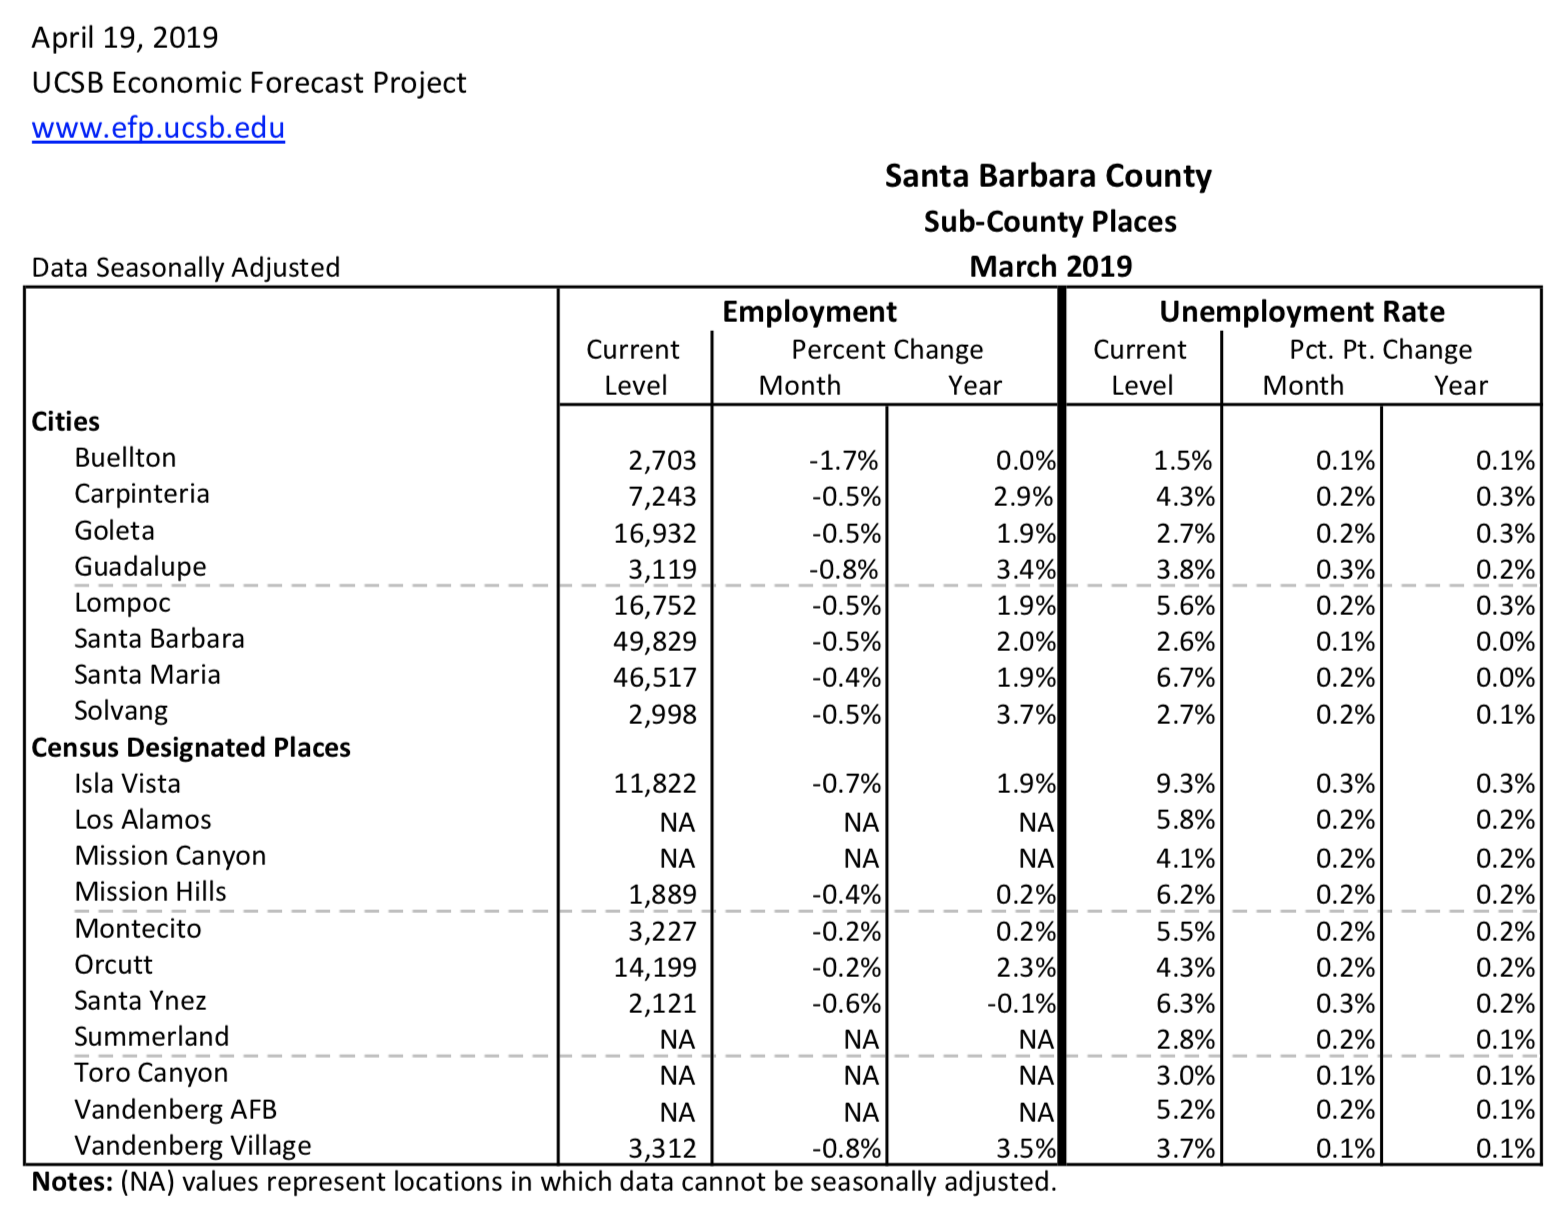 April 19, 2019
UCSB Economic Forecast Project
www.efp.ucsb.edu
Santa Barbara County
Sub-County Places
Data Seasonally Adjusted March 2019
Employment Unemployment Rate
Current Percent Change Current Pct. Pt. Change
Level Month Year Level Month Year
Cities
Buellton 2,703 -1.7% 0.0% 1.5% 0.1% 0.1%
Carpinteria 7,243 -0.5% 2.9% 4.3% 0.2% 0.3%
Goleta 16,932 -0.5% 1.9% 2.7% 0.2% 0.3%
Guadalupe 3,119 -0.8% 3.4% 3.8% 0.3% 0.2%
Lompoc 16,752 -0.5% 1.9% 5.6% 0.2% 0.3%
Santa Barbara 49,829 -0.5% 2.0% 2.6% 0.1% 0.0%
Santa Maria 46,517 -0.4% 1.9% 6.7% 0.2% 0.0%
Solvang 2,998 -0.5% 3.7% 2.7% 0.2% 0.1%
Census Designated Places
Isla Vista 11,822 -0.7% 1.9% 9.3% 0.3% 0.3%
Los Alamos NA NA NA 5.8% 0.2% 0.2%
Mission Canyon NA NA NA 4.1% 0.2% 0.2%
Mission Hills 1,889 -0.4% 0.2% 6.2% 0.2% 0.2%
Montecito 3,227 -0.2% 0.2% 5.5% 0.2% 0.2%
Orcutt 14,199 -0.2% 2.3% 4.3% 0.2% 0.2%
Santa Ynez 2,121 -0.6% -0.1% 6.3% 0.3% 0.2%
Summerland NA NA NA 2.8% 0.2% 0.1%
Toro Canyon NA NA NA 3.0% 0.1% 0.1%
Vandenberg AFB NA NA NA 5.2% 0.2% 0.1%
Vandenberg Village 3,312 -0.8% 3.5% 3.7% 0.1% 0.1%
Notes: (NA) values represent locations in which data cannot be seasonally adjusted.